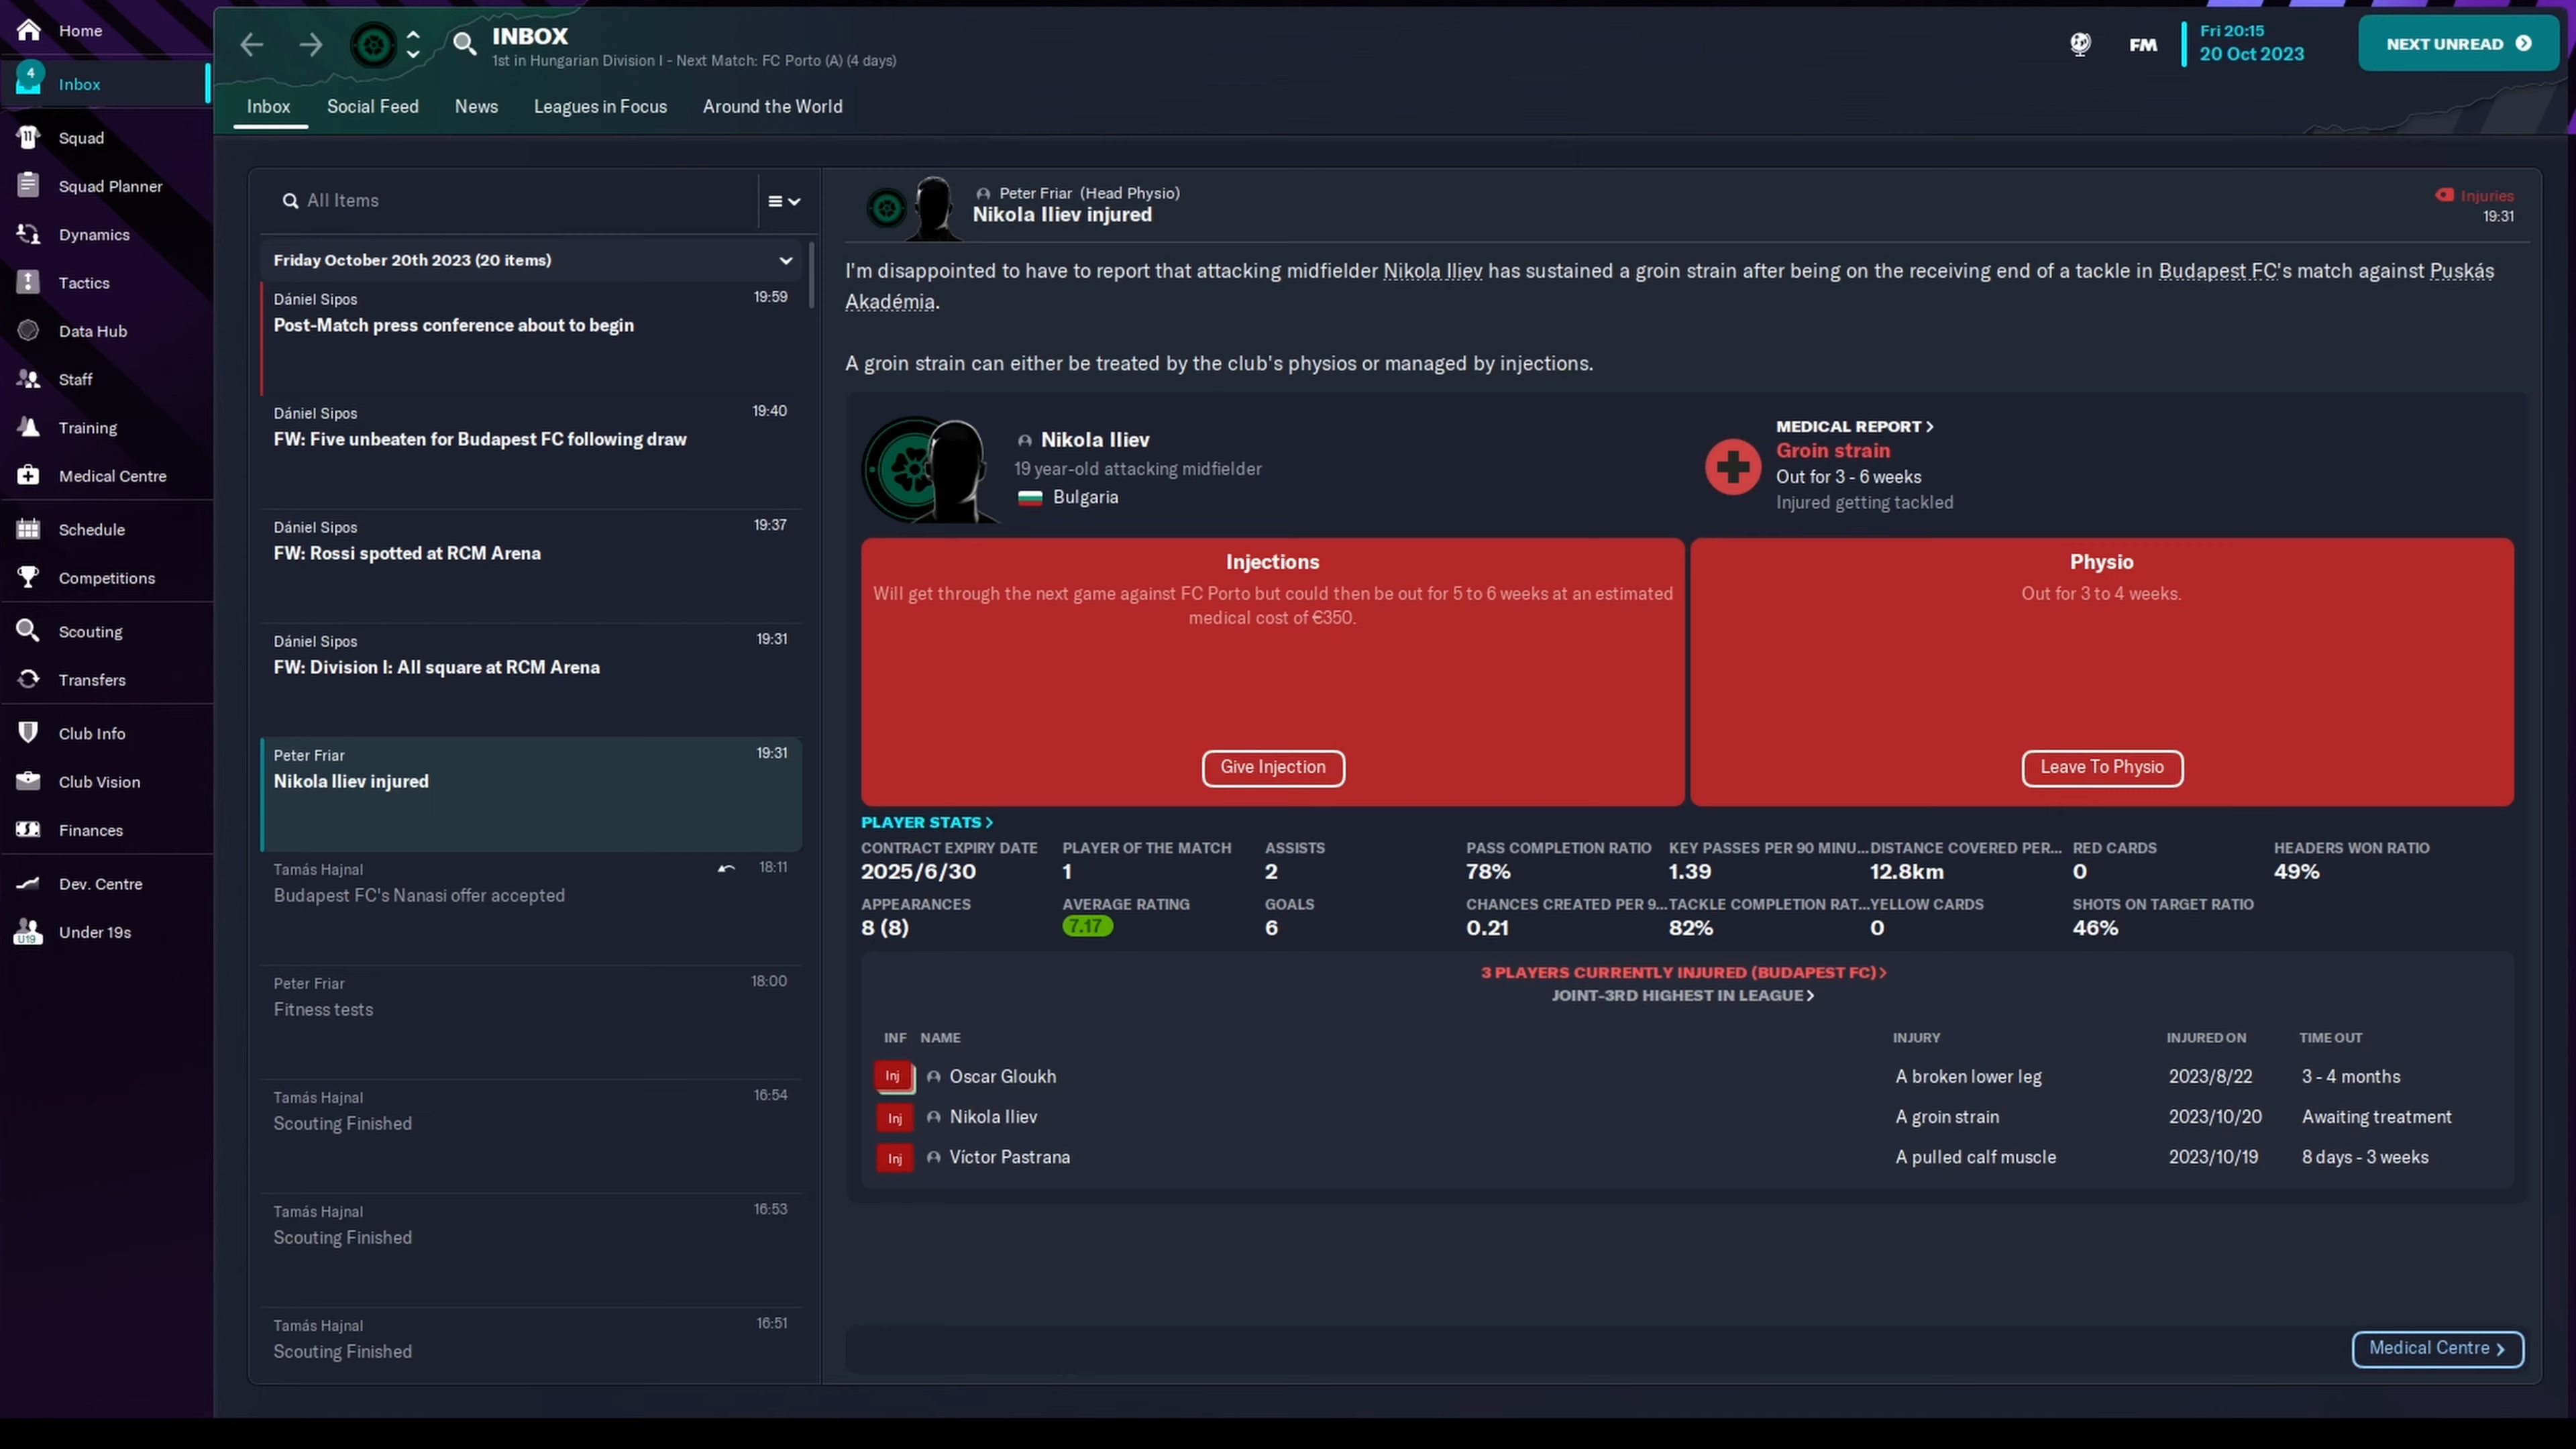 Home
4
Inbox
11
Squad
Squad Planner
Dynamics
Tactics
Data Hub
Staff
Training
Medical Centre
Schedule
Competitions
Scouting
Transfers
Club Info
Club Vision
Finances
Dev. Centre
U19
Under 19s
INBOX
1st in Hungarian Division I - Next Match: FC Porto (A) (4 days)
FM
Fri 20:15
20 Oct 2023
NEXT UNREAD
Inbox
Social Feed
News
Leagues in Focus
Around the World
All Items
Friday October 20th 2023 (20 items)
Dániel Sipos
19:59
Post-Match press conference about to begin
Dániel Sipos
19:40
FW: Five unbeaten for Budapest FC following draw
Dániel Sipos
19:37
FW: Rossi spotted at RCM Arena
Dániel Sipos
19:31
FW: Division I: All square at RCM Arena
Peter Friar
19:31
Nikola Iliev injured
Tamás Hajnal
18:11
Budapest FC's Nanasi offer accepted
Peter Friar
18:00
Fitness tests
Tamás Hajnal
16:54
Scouting Finished
Tamás Hajnal
16:53
Scouting Finished
Tamás Hajnal
16:51
Scouting Finished
Peter Friar (Head Physio)
Nikola Iliev injured
Injuries
19:31
I'm disappointed to have to report that attacking midfielder Nikola Iliev has sustained a groin strain after being on the receiving end of a tackle in Budapest FC's match against Puskás
Akadémia.
A groin strain can either be treated by the club's physios or managed by injections.
Nikola Iliev
19 year-old attacking midfielder
Bulgaria
MEDICAL REPORT
Groin strain
Out for 3 - 6 weeks
Injured getting tackled
Injections
Will get through the next game against FC Porto but could then be out for 5 to 6 weeks at an estimated
medical cost of €350.
Give Injection
Physio
Out for 3 to 4 weeks.
Leave To Physio
PLAYER STATS
CONTRACT EXPIRY DATE PLAYER OF THE MATCH ASSISTS PASS COMPLETION RATIO KEY PASSES PER 90 MINU... DISTANCE COVERED PER... RED CARDS HEADERS WON RATIO
2025/6/30 1 2 78% 1.39 12.8km 0 49%
APPEARANCES AVERAGE RATING GOALS CHANCES CREATED PER 9... TACKLE COMPLETION RAT... YELLOW CARDS SHOTS ON TARGET RATIO
8 (8) 7.17 6 0.21 82% 0 46%
3 PLAYERS CURRENTLY INJURED (BUDAPEST FC)
JOINT-3RD HIGHEST IN LEAGUE
INF NAME INJURY INJURED ON TIME OUT
Inj Oscar Gloukh A broken lower leg 2023/8/22 3 - 4 months
Inj Nikola Iliev A groin strain 2023/10/20 Awaiting treatment
Inj Víctor Pastrana A pulled calf muscle 2023/10/19 8 days - 3 weeks
Medical Centre